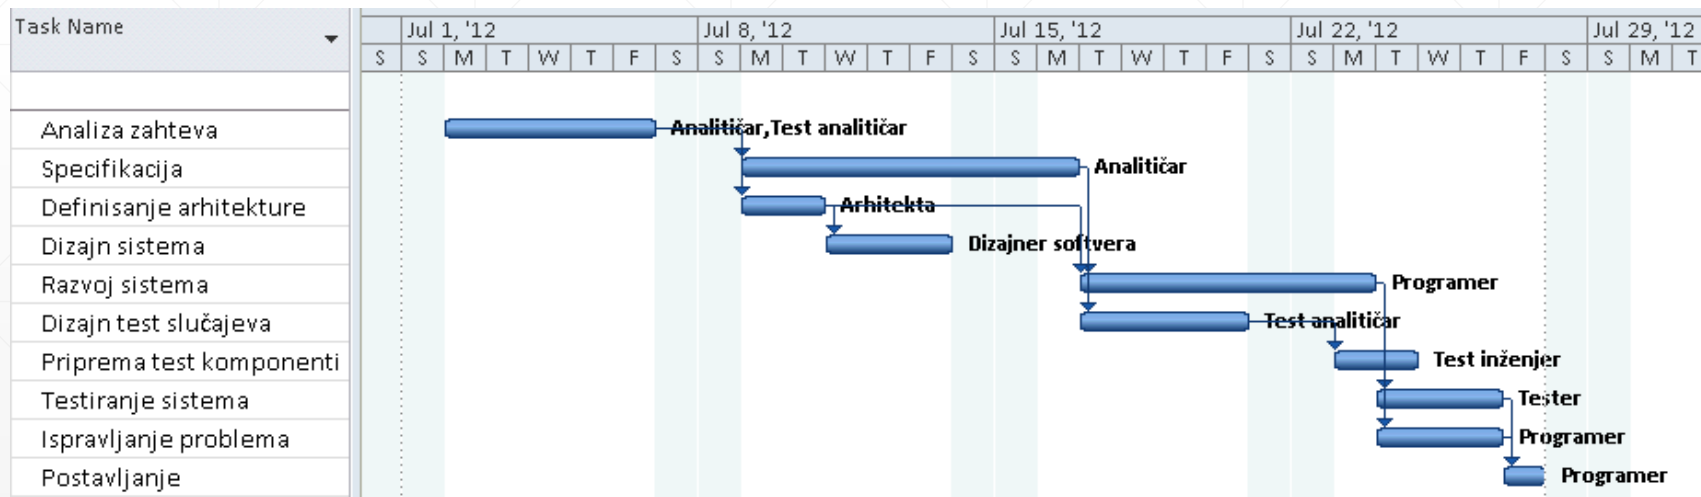 Task Name
Jul 1, '12 Jul 8, '12 Jul 15, '12 Jul 22, '12 Jul 29, '12
S S M T W T F S S M T W T F S S M T W T F S S M T W T F S S M T
Analiza zahteva Analitičar,Test analitičar
Specifikacija Analitičar
Definisanje arhitekture Arhitekta
Dizajn sistema Dizajner softvera
Razvoj sistema Programer
Dizajn test slučajeva Test analitičar
Priprema test komponenti Test inženjer
Testiranje sistema Tester
Ispravljanje problema Programer
Postavljanje Programer